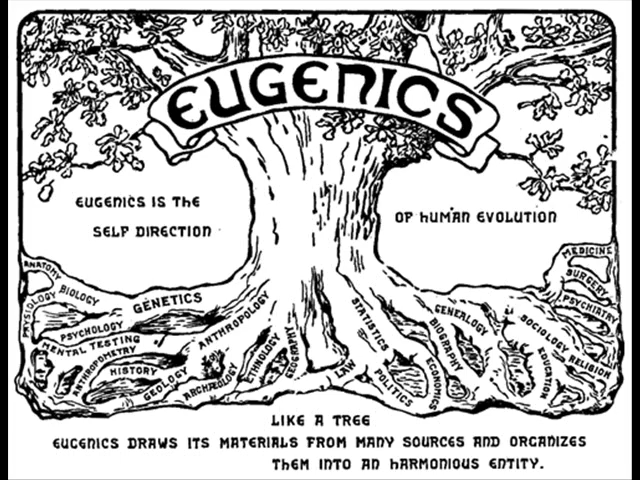 EUGENICS
EUGENICS IS THE
SELF DIRECTION
OF HUMAN EVOLUTION
ANATOMY
PHYSIOLOGY
BIOLOGY
GENETICS
PSYCHOLOGY
MENTAL TESTING
ANTHROPOMETRY
HISTORY
ANTHROPOLOGY
GEOLOGY
ARCHAEOLOGY
ETHNOLOGY
GEOGRAPHY
LAW
STATISTICS
POLITICS
ECONOMICS
BIOGRAPHY
GENEALOGY
EDUCATION
SOCIOLOGY
RELIGION
PSYCHIATRY
SURGERY
MEDICINE
LIKE A TREE
EUGENICS DRAWS ITS MATERIALS FROM MANY SOURCES AND ORGANIZES
THEM INTO AN HARMONIOUS ENTITY.